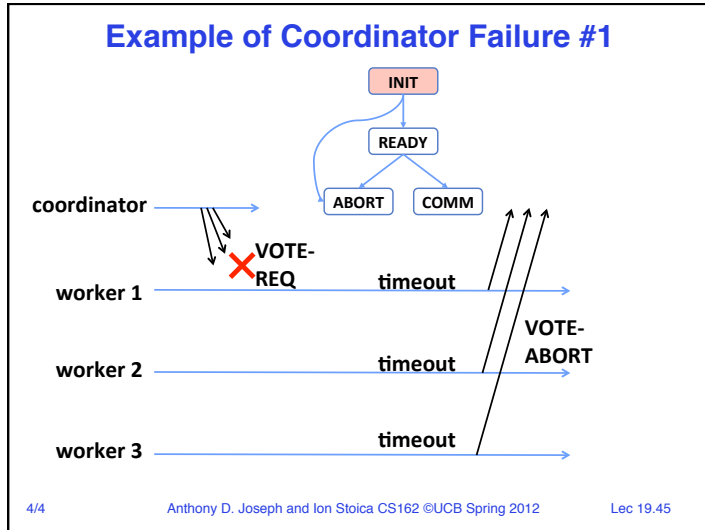 Example of Coordinator Failure #1
INIT
READY
ABORT
COMM
coordinator
VOTE-
REQ
worker 1
timeout
VOTE-
ABORT
worker 2
timeout
worker 3
timeout
4/4
Anthony D. Joseph and Ion Stoica CS162 ©UCB Spring 2012
Lec 19.45